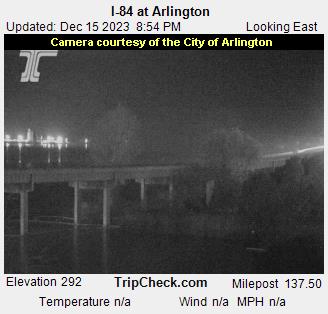 I-84 at Arlington
Updated: Dec 15 2023 8:54 PM Looking East
Camera courtesy of the City of Arlington
Elevation 292 TripCheck.com Milepost 137.50
Temperature n/a Wind n/a MPH n/a